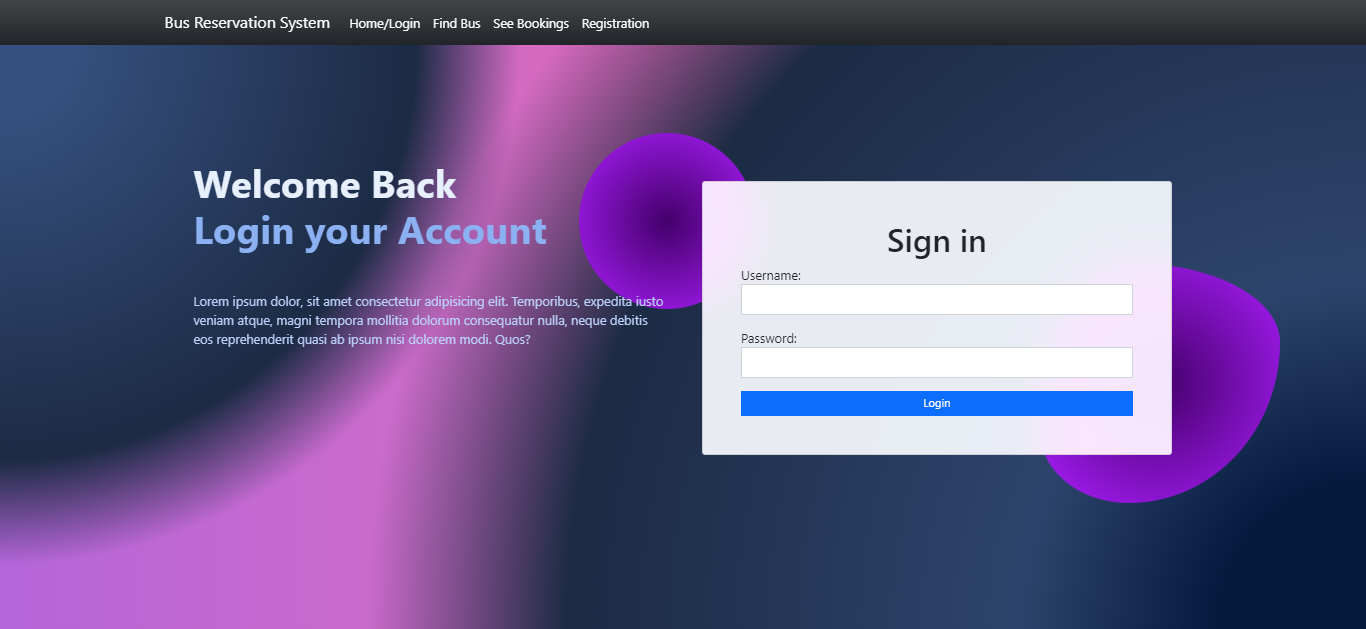 Bus Reservation System Home/Login Find Bus See Bookings Registration
Welcome Back
Login your Account
Lorem ipsum dolor, sit amet consectetur adipisicing elit. Temporibus, expedita iusto
veniam atque, magni tempora mollitia dolorum consequatur nulla, neque debitis
eos reprehenderit quasi ab ipsum nisi dolorem modi. Quos?
Sign in
Username:
Password:
Login